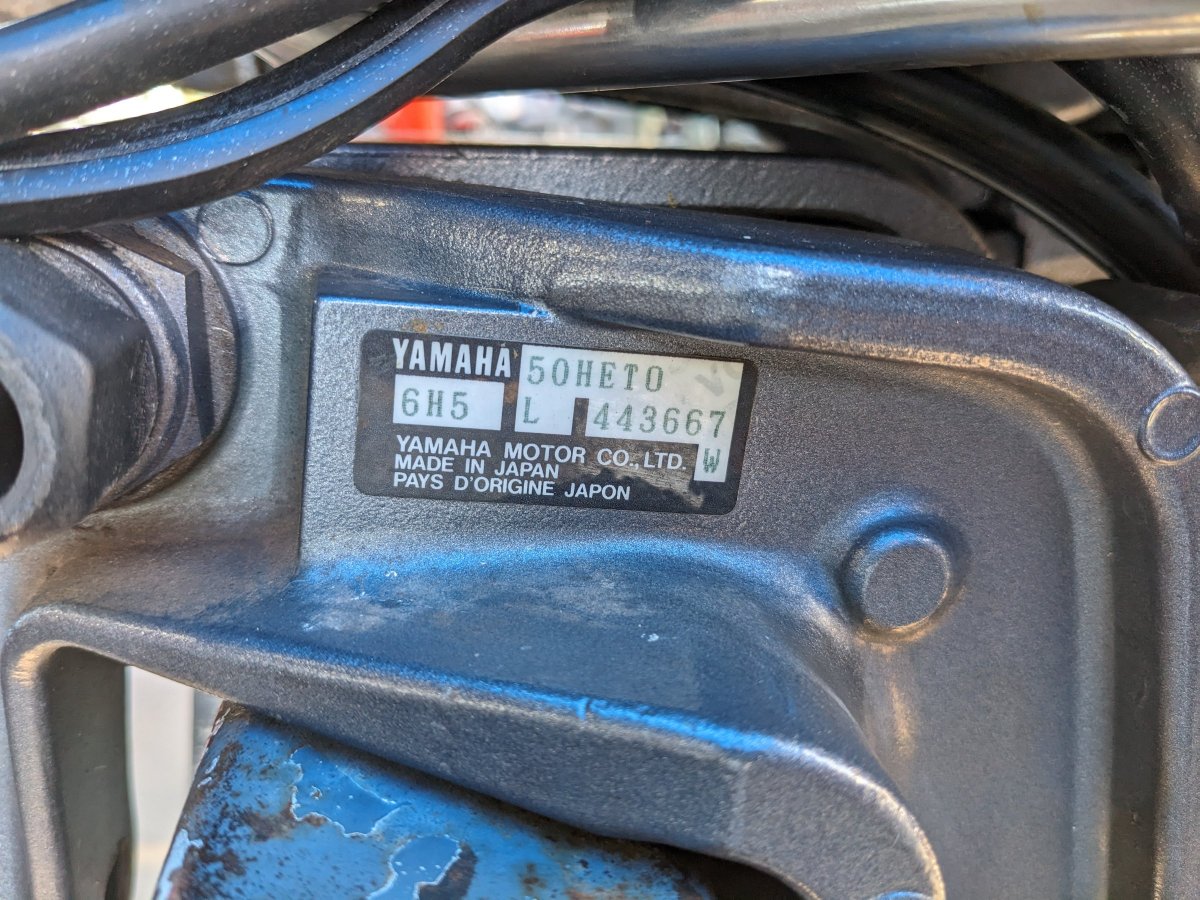 YAMAHA 50HETO
6H5 L 443667
W
YAMAHA MOTOR CO., LTD.
MADE IN JAPAN
PAYS D'ORIGINE JAPON